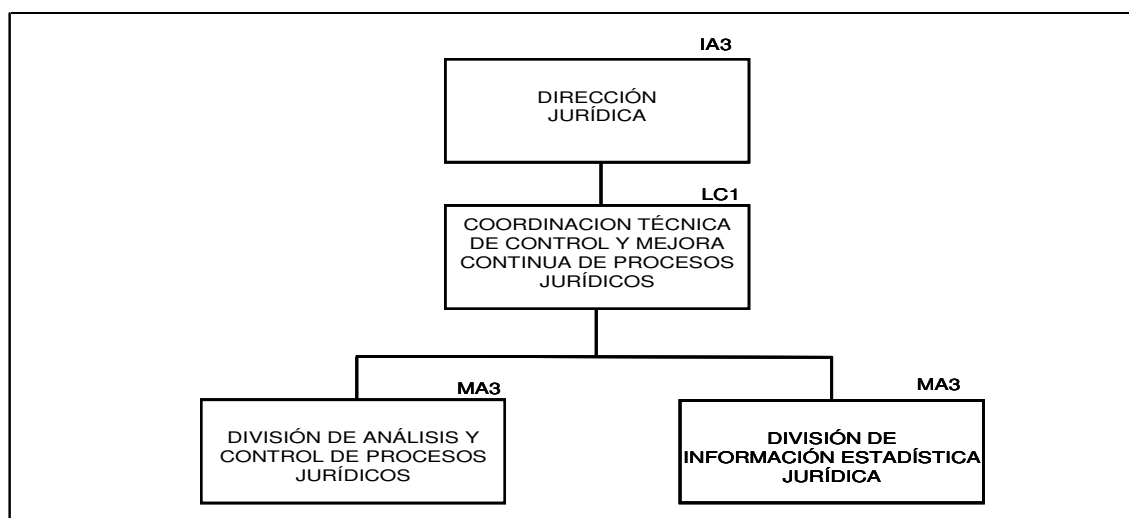 IA3
DIRECCIÓN
JURÍDICA
LC1
COORDINACION TÉCNICA
DE CONTROL Y MEJORA
CONTINUA DE PROCESOS
JURÍDICOS
MA3
DIVISIÓN DE ANÁLISIS Y
CONTROL DE PROCESOS
JURÍDICOS
MA3
DIVISIÓN DE
INFORMACIÓN ESTADÍSTICA
JURÍDICA